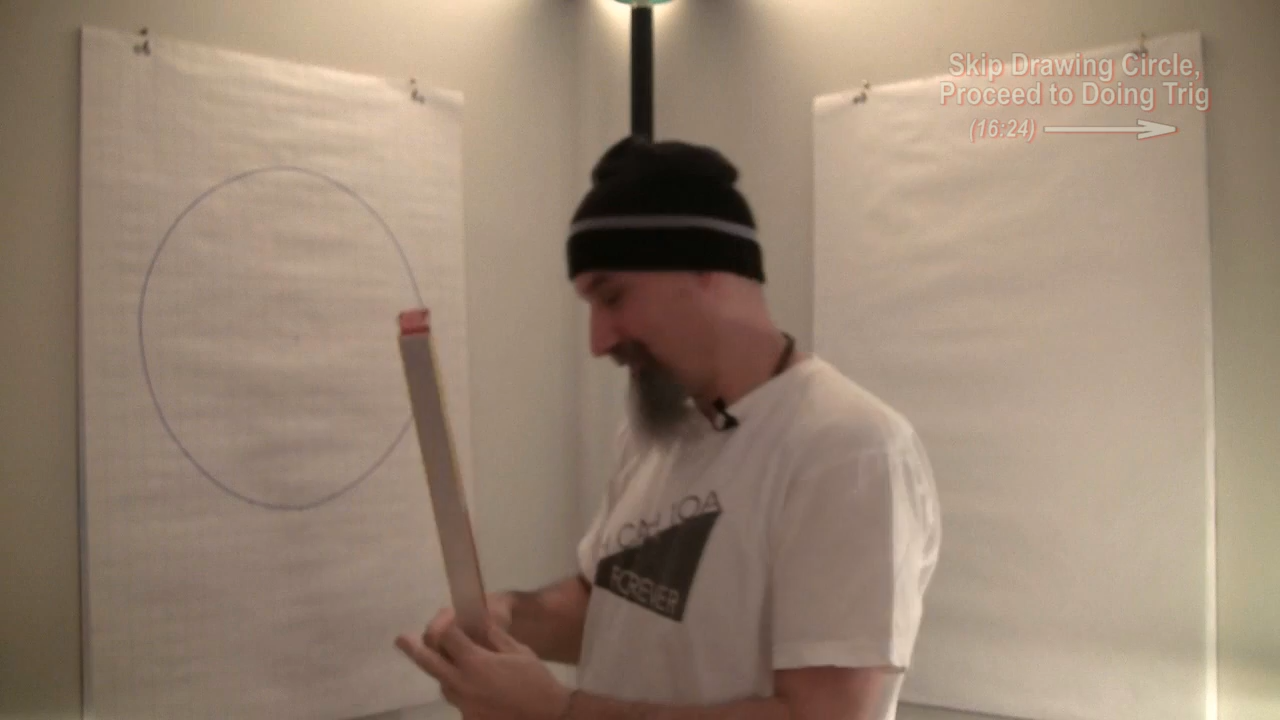 Skip Drawing Circle,
Proceed to Doing Trig
(16:24)
FOREVER